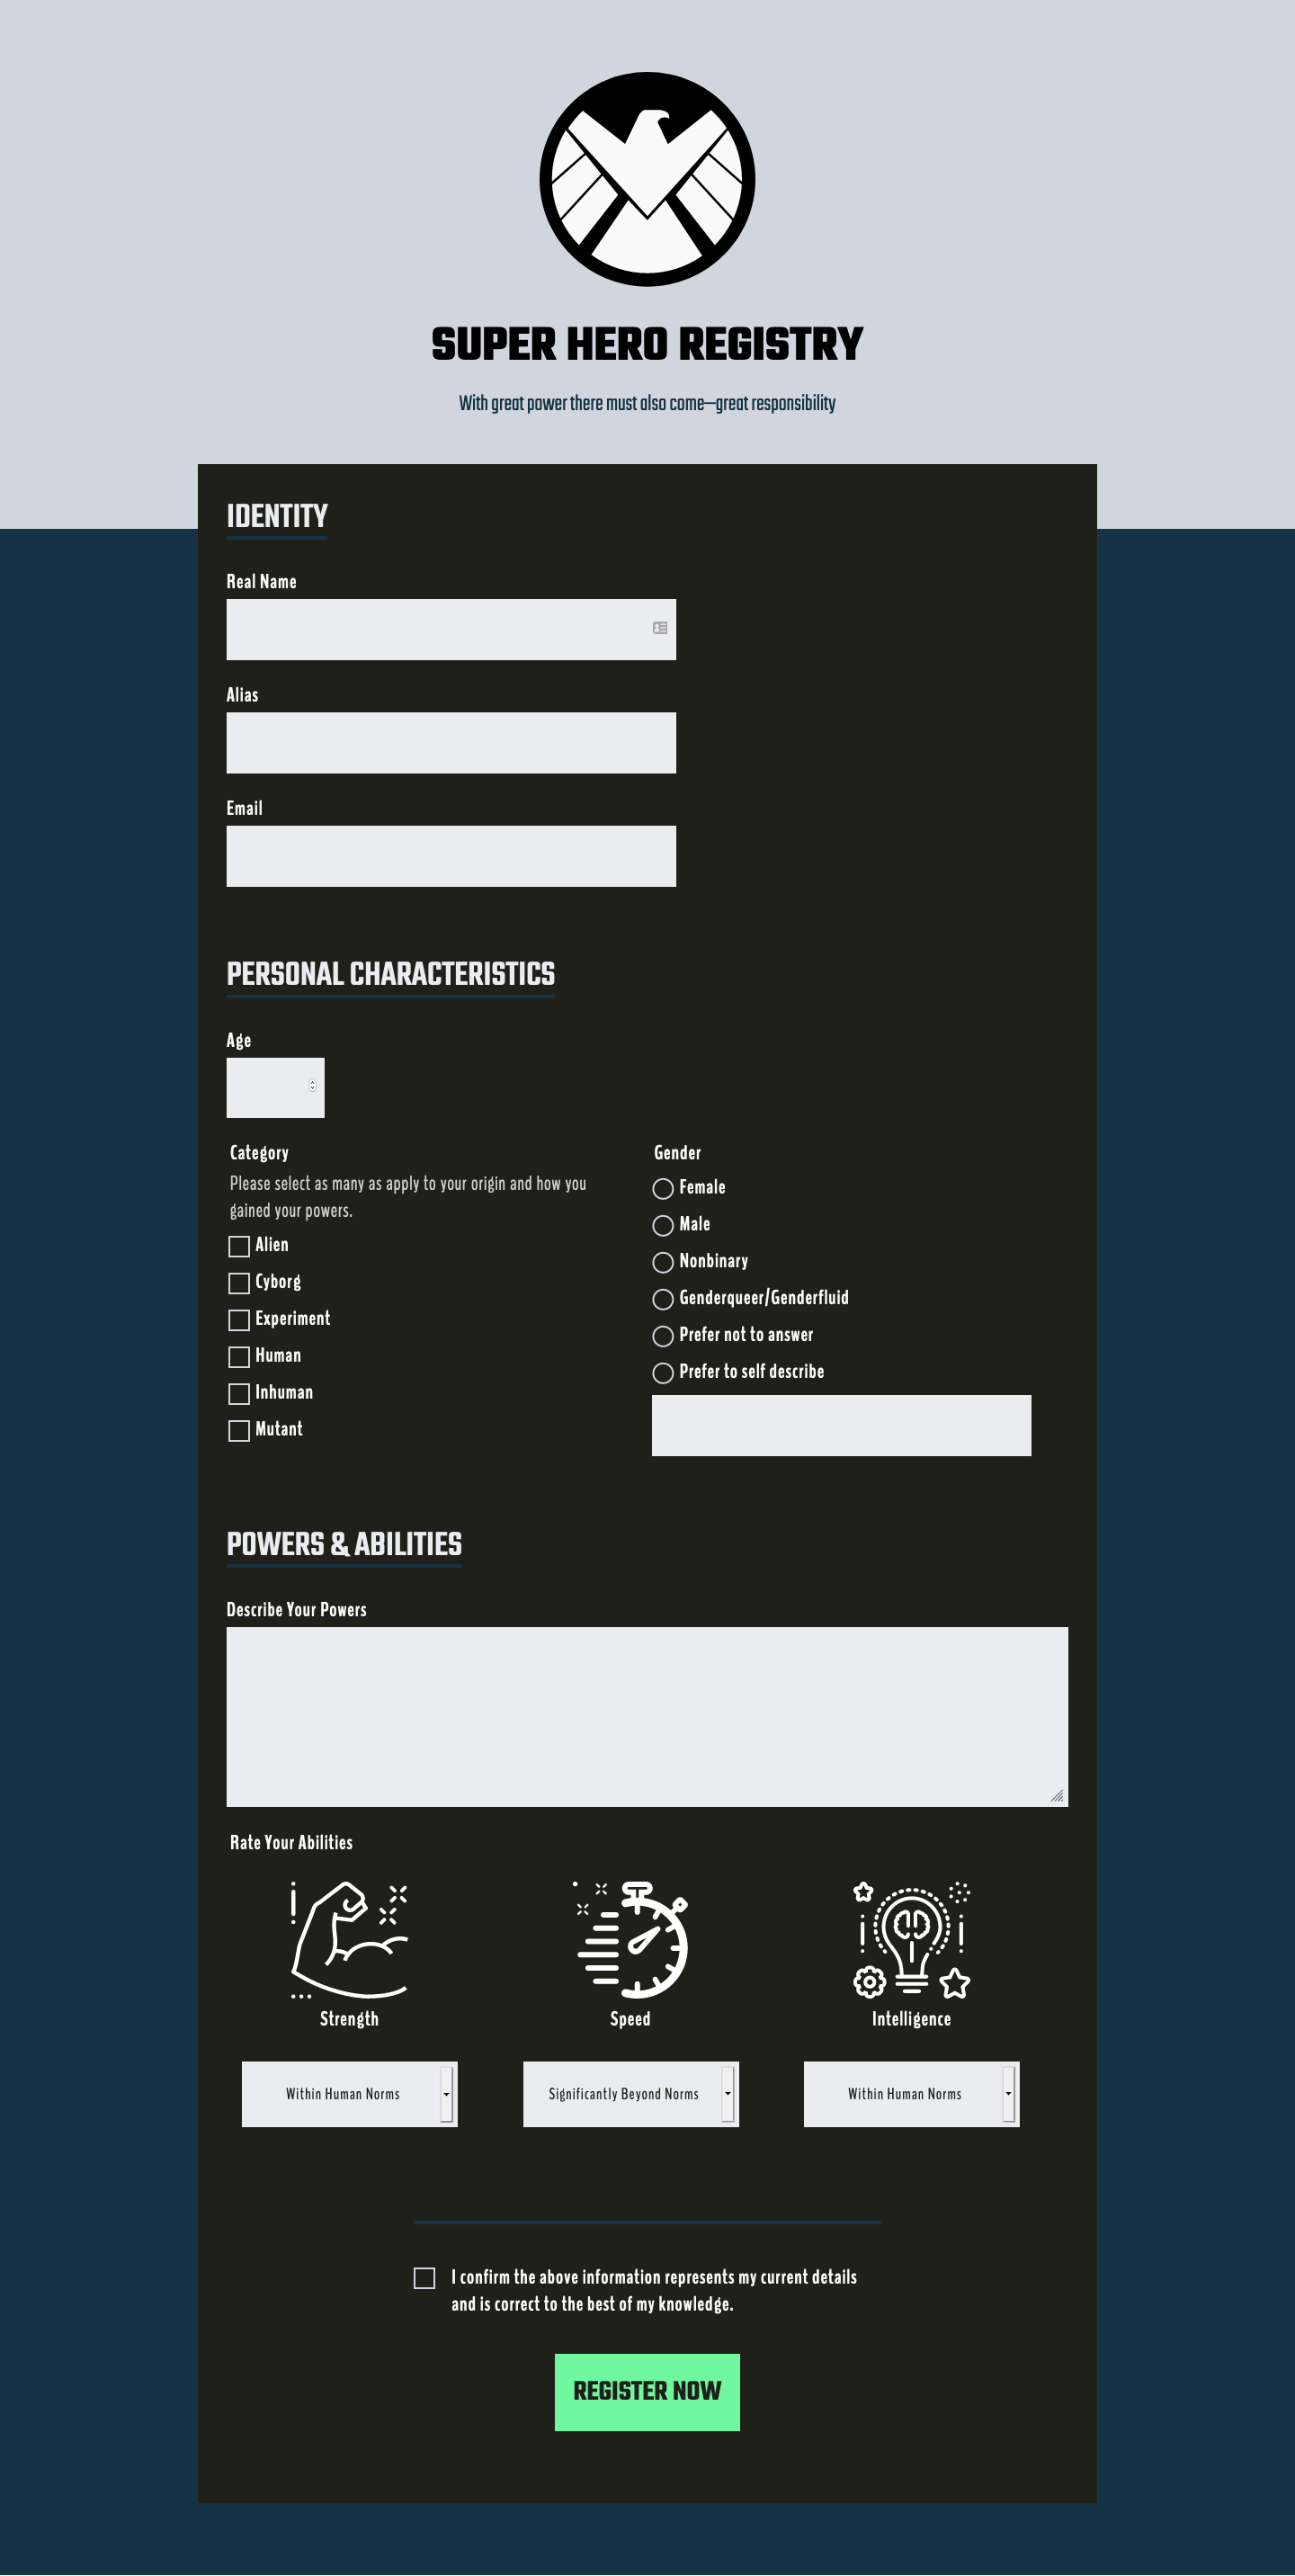 SUPER HERO REGISTRY
With great power there must also come—great responsibility
IDENTITY
Real Name
Alias
Email
PERSONAL CHARACTERISTICS
Age
Category
Please select as many as apply to your origin and how you
gained your powers.
Alien
Cyborg
Experiment
Human
Inhuman
Mutant
Gender
Female
Male
Nonbinary
Genderqueer/Genderfluid
Prefer not to answer
Prefer to self describe
POWERS & ABILITIES
Describe Your Powers
Rate Your Abilities
Strength
Speed
Intelligence
Within Human Norms
Significantly Beyond Norms
Within Human Norms
I confirm the above information represents my current details
and is correct to the best of my knowledge.
REGISTER NOW